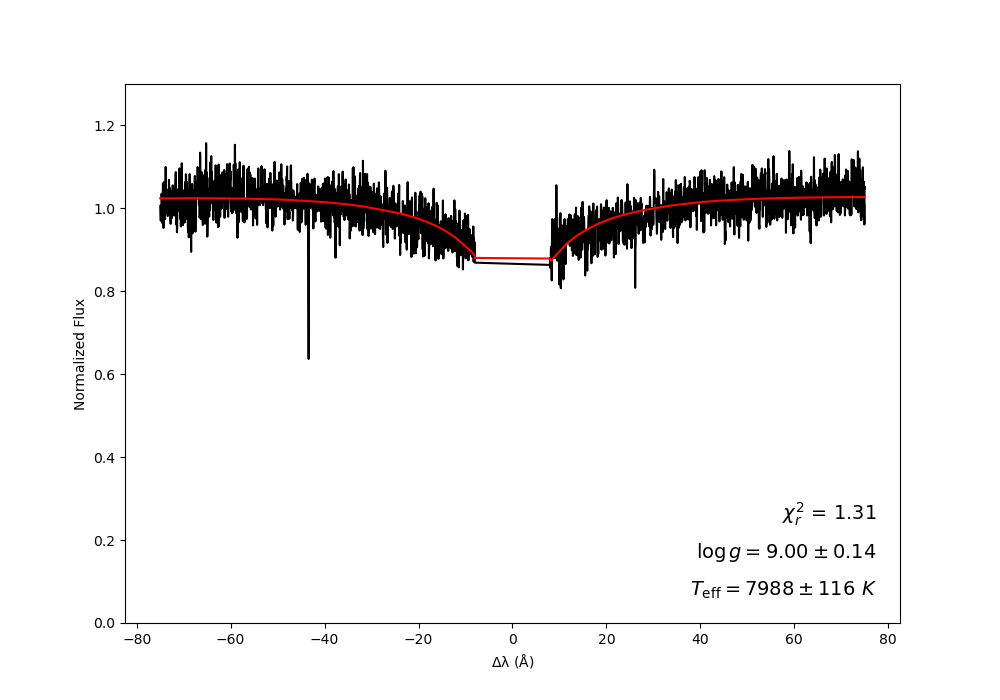 1.2
1.0
0.8
0.6
0.4
0.2
0.0
Normalized Flux
χ²ᵣ = 1.31
log g = 9.00 ± 0.14
T_eff = 7988 ± 116 K
−80 −60 −40 −20 0 20 40 60 80
Δλ (Å)